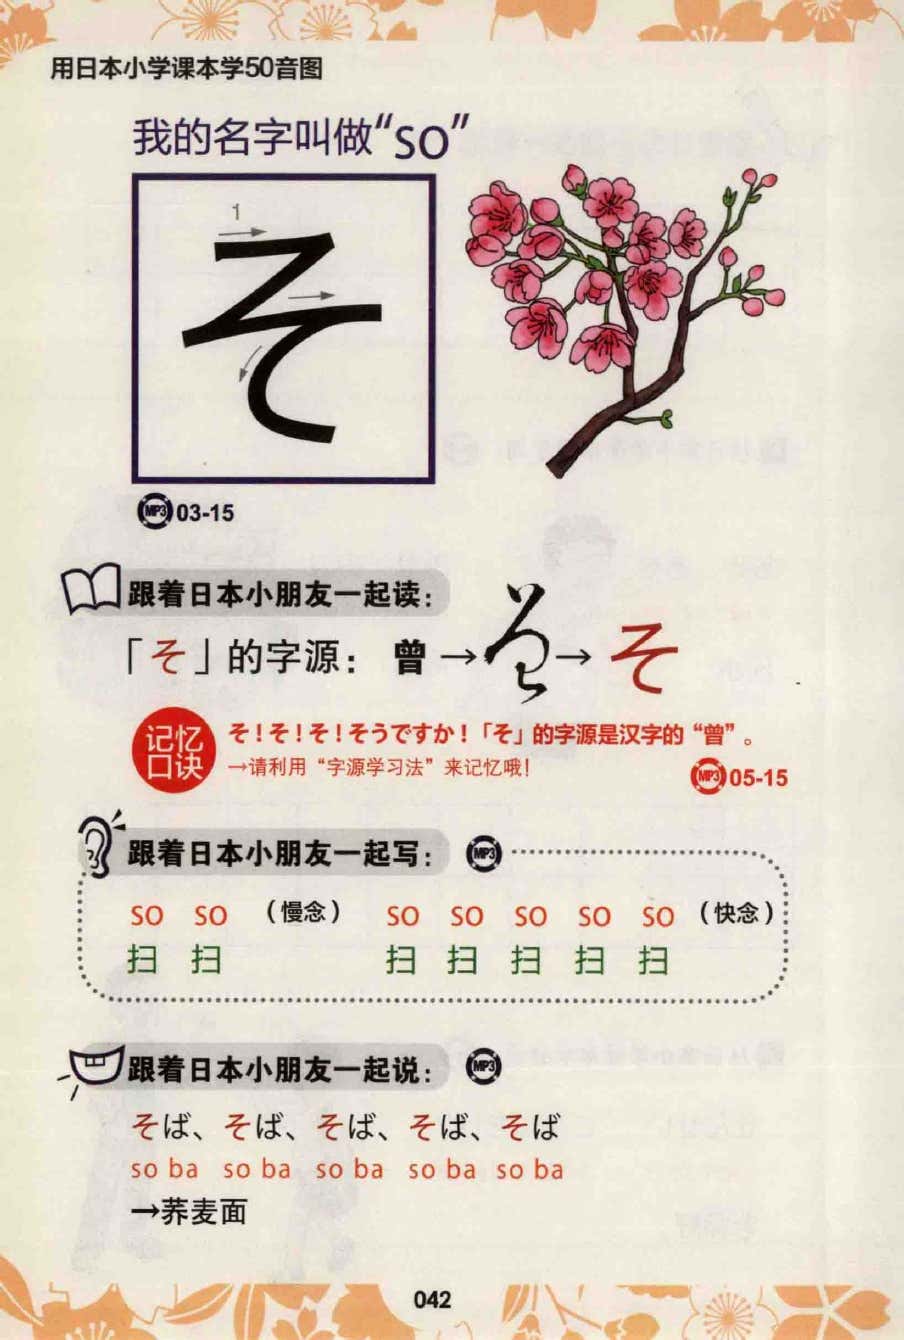 用日本小学课本学50音图
我的名字叫做“so”
1
そ
MP3 03-15
跟着日本小朋友一起读：
「そ」的字源： 曾→→そ
记忆口诀
そ！そ！そ！そうですか！「そ」的字源是汉字的“曾”。
→请利用“字源学习法”来记忆哦！
MP3 05-15
跟着日本小朋友一起写： MP3
so so （慢念） so so so so so （快念）
扫 扫 扫 扫 扫 扫 扫
跟着日本小朋友一起说： MP3
そば、そば、そば、そば、そば
so ba so ba so ba so ba so ba
→荞麦面
042